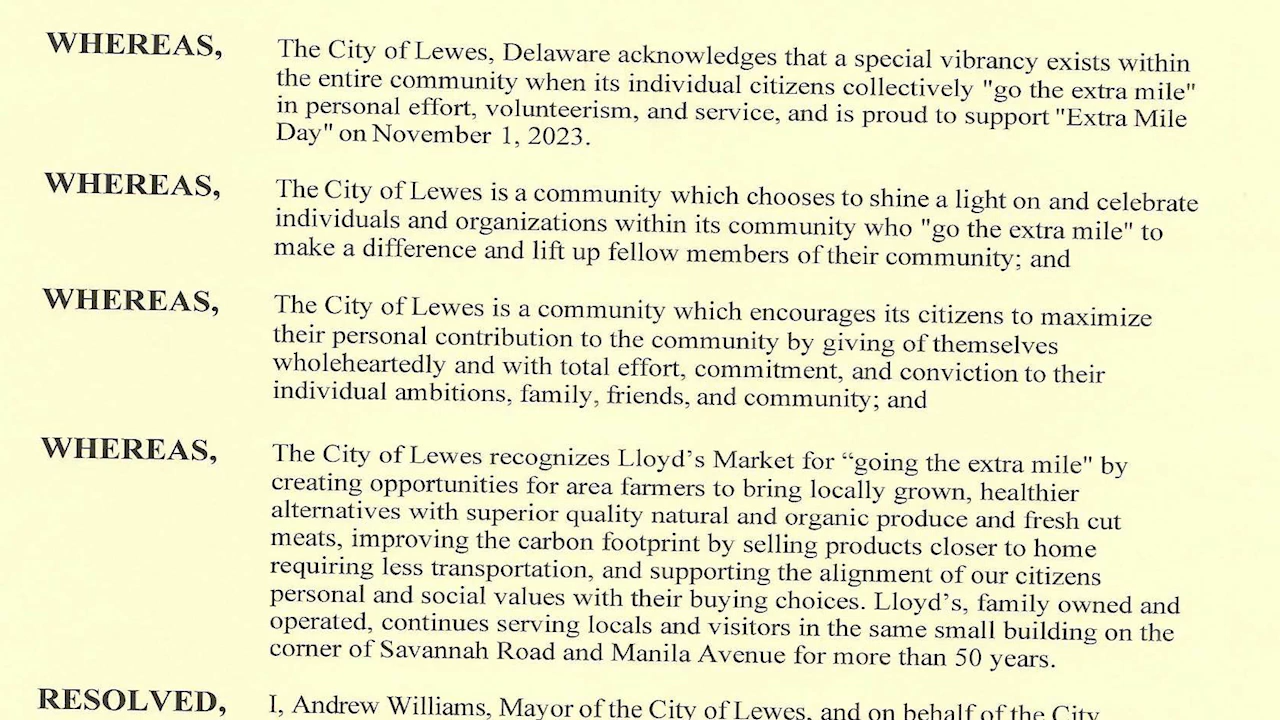 WHEREAS, The City of Lewes, Delaware acknowledges that a special vibrancy exists within
the entire community when its individual citizens collectively "go the extra mile"
in personal effort, volunteerism, and service, and is proud to support "Extra Mile
Day" on November 1, 2023.
WHEREAS, The City of Lewes is a community which chooses to shine a light on and celebrate
individuals and organizations within its community who "go the extra mile" to
make a difference and lift up fellow members of their community; and
WHEREAS, The City of Lewes is a community which encourages its citizens to maximize
their personal contribution to the community by giving of themselves
wholeheartedly and with total effort, commitment, and conviction to their
individual ambitions, family, friends, and community; and
WHEREAS, The City of Lewes recognizes Lloyd’s Market for “going the extra mile" by
creating opportunities for area farmers to bring locally grown, healthier
alternatives with superior quality natural and organic produce and fresh cut
meats, improving the carbon footprint by selling products closer to home
requiring less transportation, and supporting the alignment of our citizens
personal and social values with their buying choices. Lloyd’s, family owned and
operated, continues serving locals and visitors in the same small building on the
corner of Savannah Road and Manila Avenue for more than 50 years.
RESOLVED, I, Andrew Williams, Mayor of the City of Lewes, and on behalf of the City